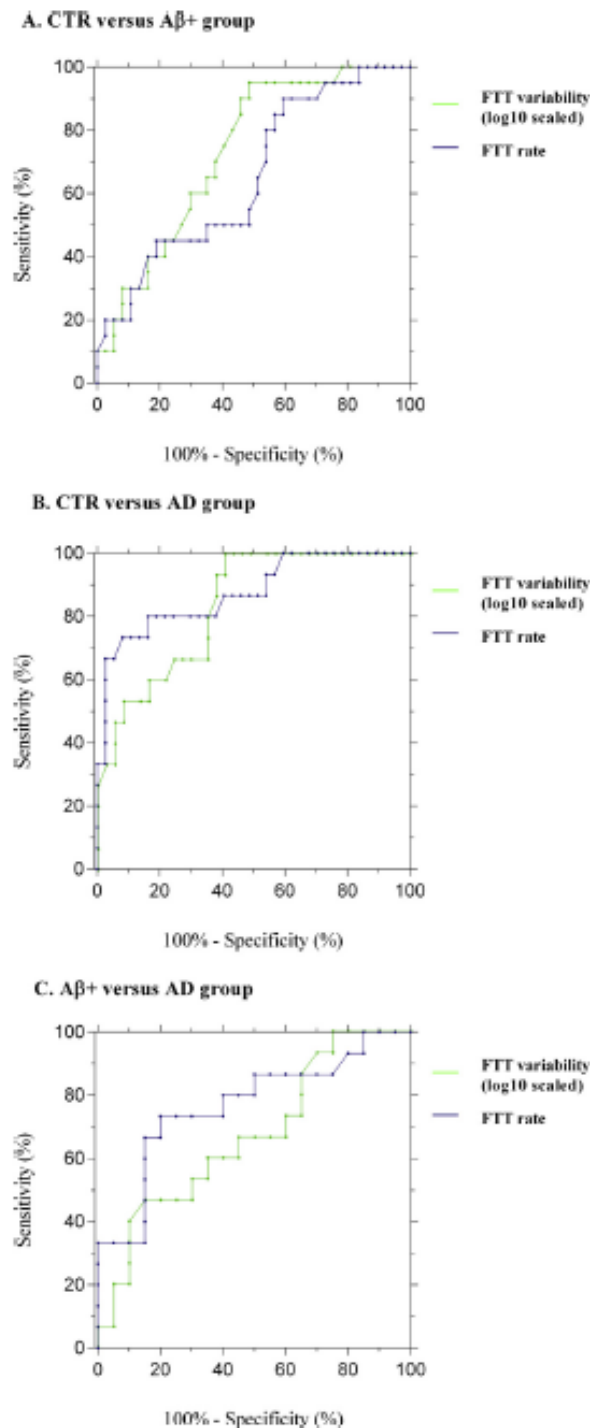 A. CTR versus Aβ+ group
100
80
60
40
20
0
Sensitivity (%)
0 20 40 60 80 100
100% - Specificity (%)
FTT variability
(log10 scaled)
FTT rate
B. CTR versus AD group
100
80
60
40
20
0
Sensitivity (%)
0 20 40 60 80 100
100% - Specificity (%)
FTT variability
(log10 scaled)
FTT rate
C. Aβ+ versus AD group
100
80
60
40
20
0
Sensitivity (%)
0 20 40 60 80 100
100% - Specificity (%)
FTT variability
(log10 scaled)
FTT rate